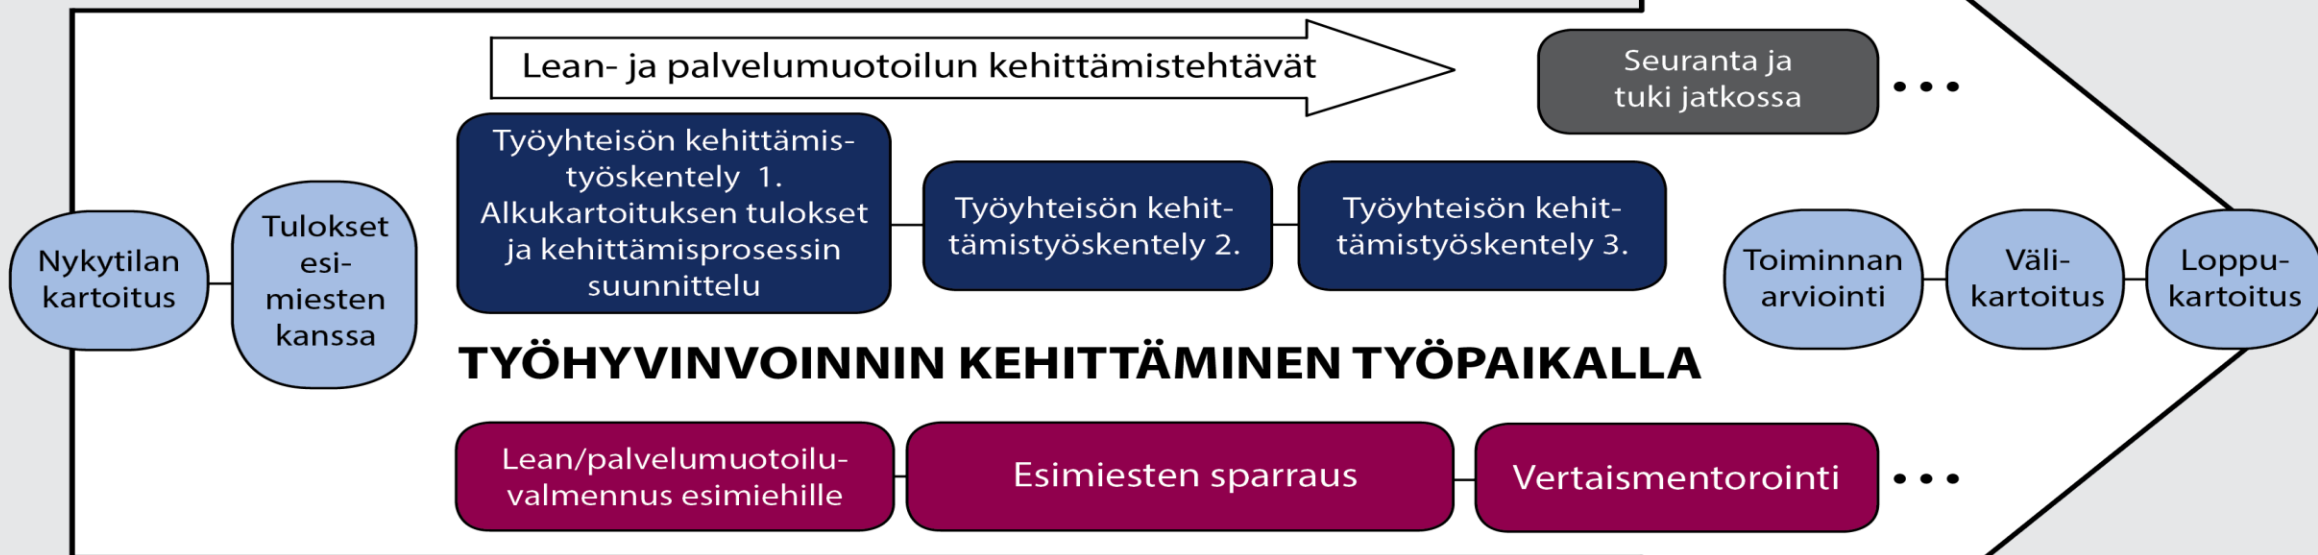 Lean- ja palvelumuotoilun kehittämistehtävät
Seuranta ja
tuki jatkossa
...
Nykytilan
kartoitus
Tulokset
esi-
miesten
kanssa
Työyhteisön kehittämis-
työskentely 1.
Alkukartoituksen tulokset
ja kehittämisprosessin
suunnittelu
Työyhteisön kehit-
tämistyöskentely 2.
Työyhteisön kehit-
tämistyöskentely 3.
Toiminnan
arviointi
Väli-
kartoitus
Loppu-
kartoitus
TYÖHYVINVOINNIN KEHITTÄMINEN TYÖPAIKALLA
Lean/palvelumuotoilu-
valmennus esimiehille
Esimiesten sparraus
Vertaismentorointi
...